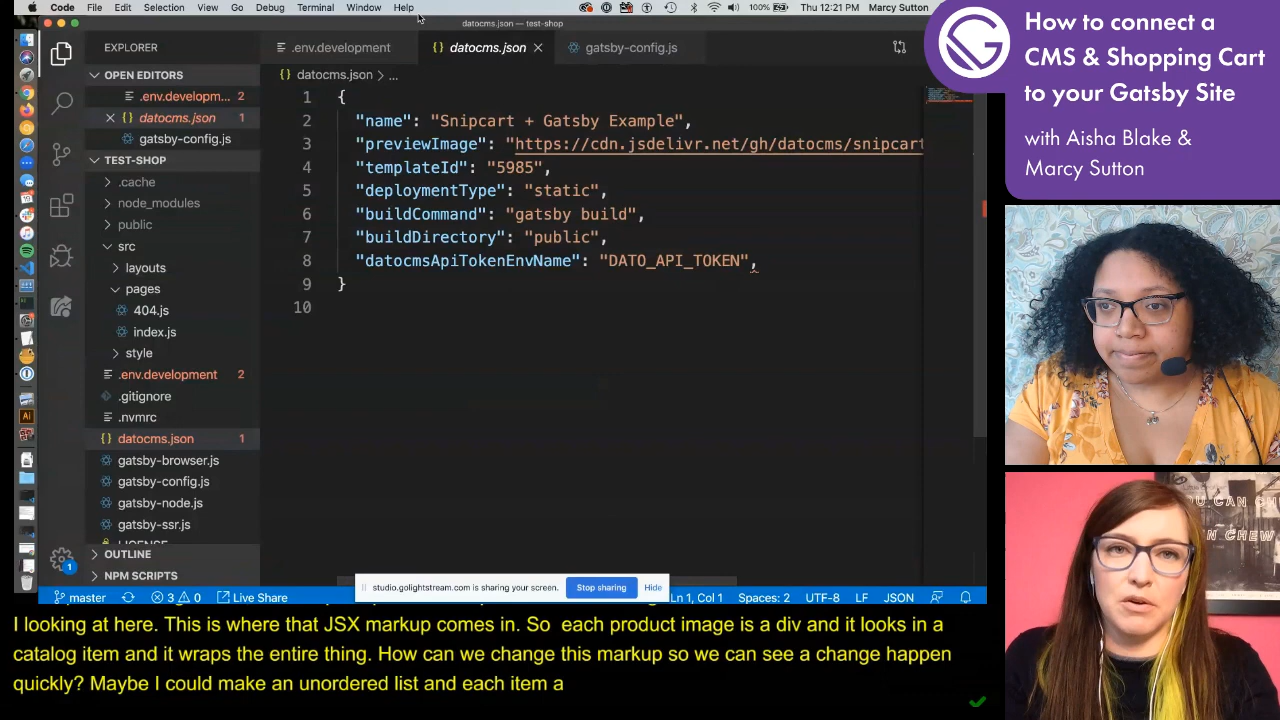 Code File Edit Selection View Go Debug Terminal Window Help 100% Thu 12:21 PM Marcy Sutton
datocms.json — test-shop
EXPLORER
OPEN EDITORS
.env.developm... 2
datocms.json 1
gatsby-config.js
TEST-SHOP
.cache
node_modules
public
src
layouts
pages
404.js
index.js
style
.env.development 2
.gitignore
.nvmrc
datocms.json 1
gatsby-browser.js
gatsby-config.js
gatsby-node.js
gatsby-ssr.js
LICENSE
OUTLINE
NPM SCRIPTS
.env.development datocms.json gatsby-config.js
datocms.json > ...
1 {
2 "name": "Snipcart + Gatsby Example",
3 "previewImage": "https://cdn.jsdelivr.net/gh/datocms/snipcart
4 "templateId": "5985",
5 "deploymentType": "static",
6 "buildCommand": "gatsby build",
7 "buildDirectory": "public",
8 "datocmsApiTokenEnvName": "DATO_API_TOKEN",
9 }
10
studio.golightstream.com is sharing your screen. Stop sharing Hide
1
master 3 0 Live Share Ln 1, Col 1 Spaces: 2 UTF-8 LF JSON
I looking at here. This is where that JSX markup comes in. So each product image is a div and it looks in a
catalog item and it wraps the entire thing. How can we change this markup so we can see a change happen
quickly? Maybe I could make an unordered list and each item a
How to connect a
CMS & Shopping Cart
to your Gatsby Site
with Aisha Blake &
Marcy Sutton